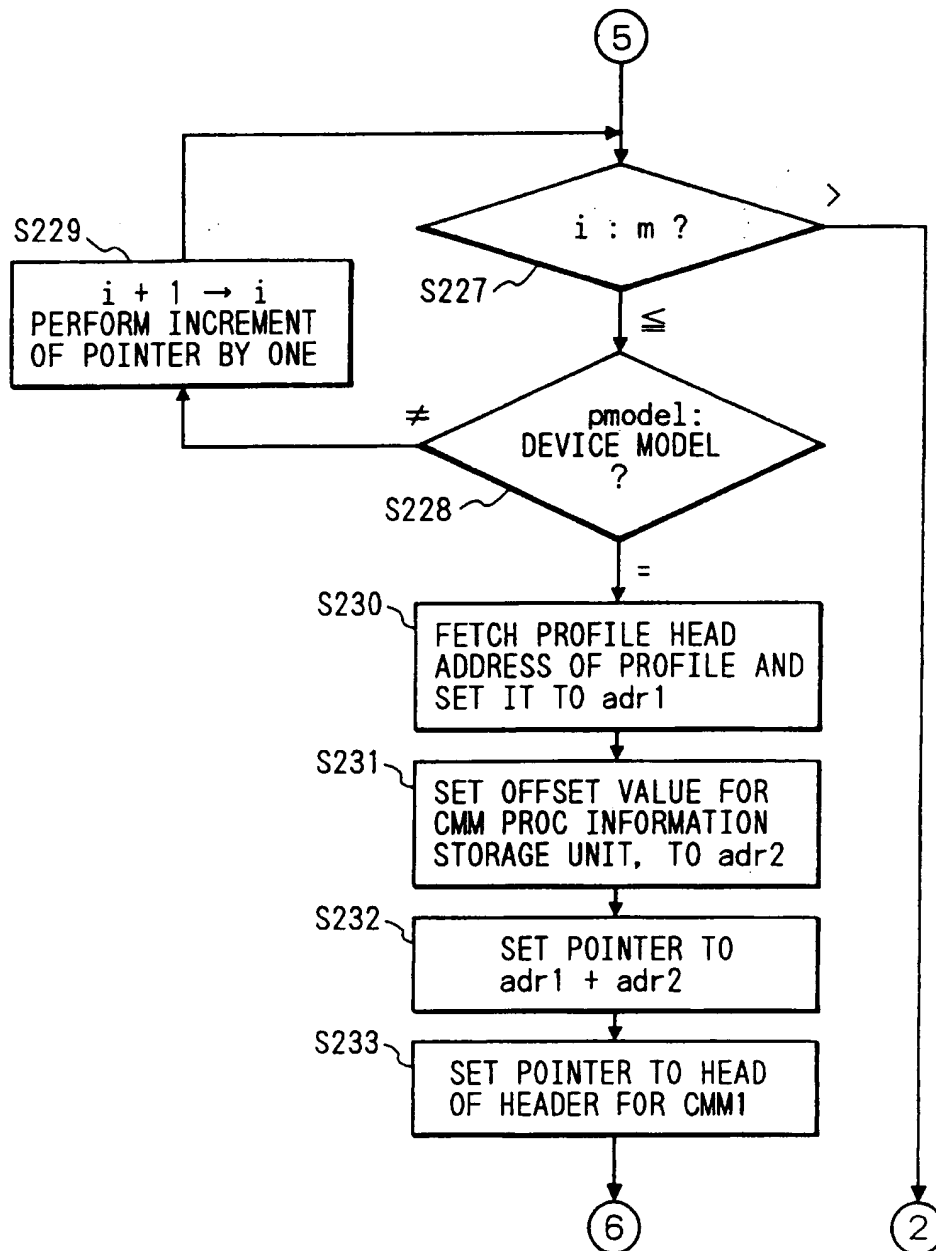 5
i : m ?
>
S227
≦
S229
i + 1 → i
PERFORM INCREMENT
OF POINTER BY ONE
≠
pmodel:
DEVICE MODEL
?
S228
=
S230
FETCH PROFILE HEAD
ADDRESS OF PROFILE AND
SET IT TO adr1
S231
SET OFFSET VALUE FOR
CMM PROC INFORMATION
STORAGE UNIT, TO adr2
S232
SET POINTER TO
adr1 + adr2
S233
SET POINTER TO HEAD
OF HEADER FOR CMM1
6
2